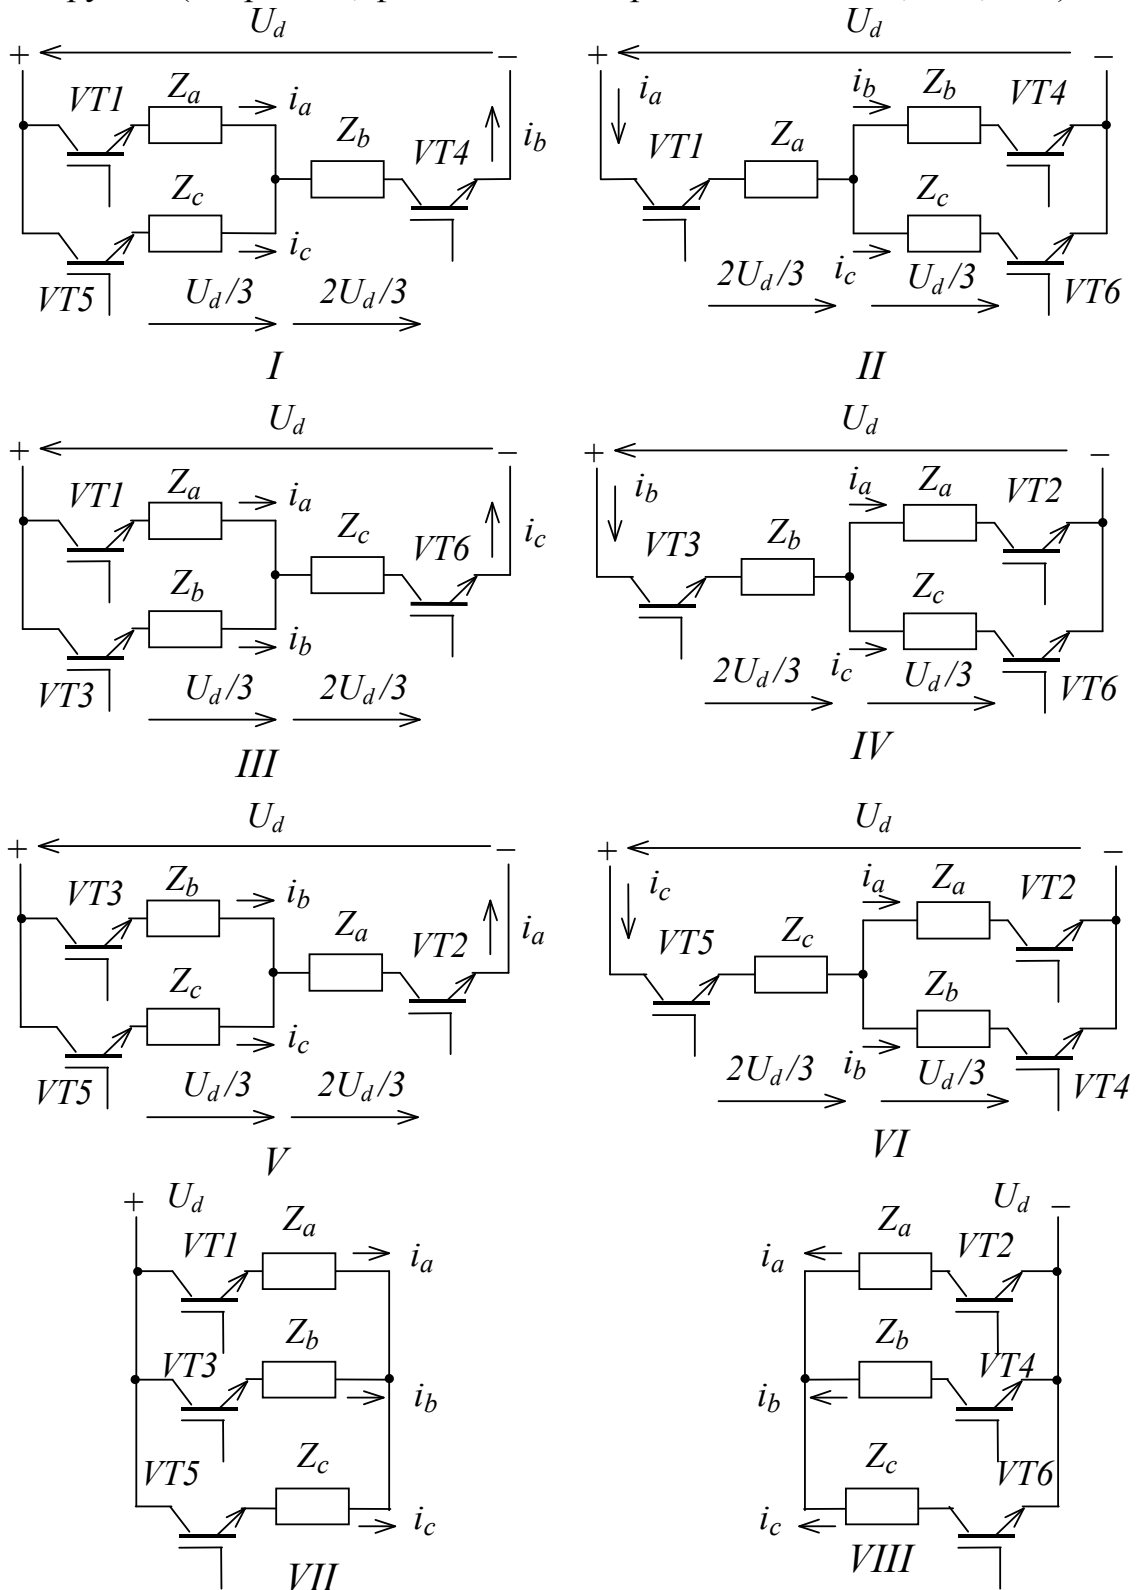 U_d U_d
+ − + −
VT1 Z_a i_a Z_b VT4 i_b
i_a VT1 Z_a i_b Z_b VT4
Z_c i_c VT5 U_d/3 2U_d/3
Z_c i_c VT6 2U_d/3 U_d/3
I II
U_d U_d
+ − + −
VT1 Z_a i_a Z_c VT6 i_c
i_b VT3 Z_b i_a Z_a VT2
Z_b i_b VT3 U_d/3 2U_d/3
Z_c i_c VT6 2U_d/3 U_d/3
III IV
U_d U_d
+ − + −
VT3 Z_b i_b Z_a VT2 i_a
i_c VT5 Z_c i_a Z_a VT2
Z_c i_c VT5 U_d/3 2U_d/3
Z_b i_b VT4 2U_d/3 U_d/3
V VI
+ U_d U_d −
VT1 Z_a i_a i_a Z_a VT2
VT3 Z_b i_b i_b Z_b VT4
VT5 Z_c i_c i_c Z_c VT6
VII VIII